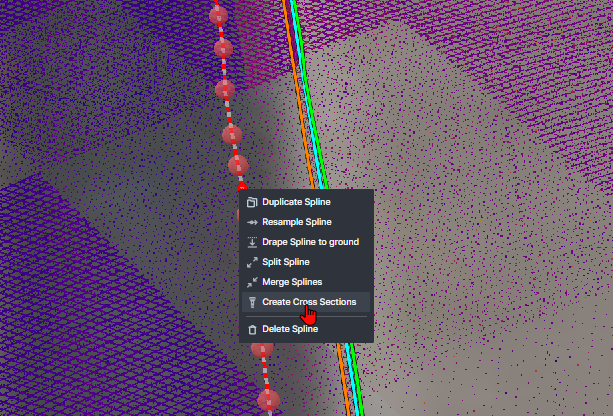 Duplicate Spline
Resample Spline
Drape Spline to ground
Split Spline
Merge Splines
Create Cross Sections
Delete Spline